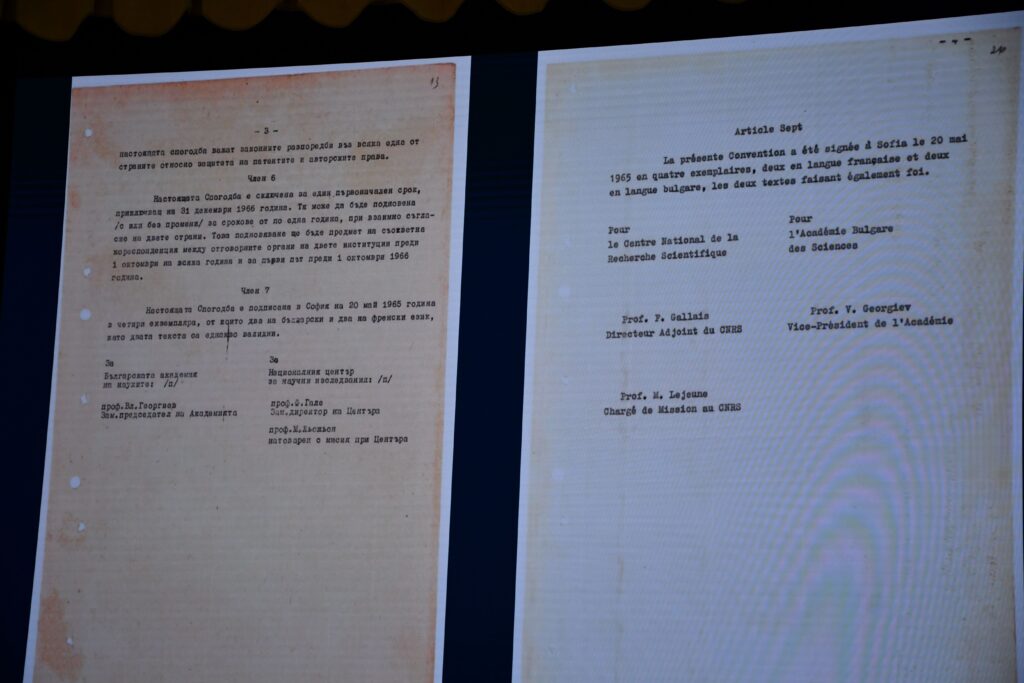 13
- 3 -
настоящата спогодба важат законните разпоредби във всяка една от
страните относно защитата на патентите и авторските права.
Член 6
Настоящата Спогодба е сключена за един първоначален срок,
приключващ на 31 декември 1966 година. Тя може да бъде подновена
/с или без промени/ за срокове от по една година, при взаимно съгла-
сие на двете страни. Това подновяване ще бъде предмет на съответна
кореспонденция между отговорните органи на двете институции преди
1 октомври на всяка година и за първи път преди 1 октомври 1966
година.
Член 7
Настоящата Спогодба е подписана в София на 20 май 1965 година
в четири екземпляра, от които два на български и два на френски език,
като двата текста са еднакво валидни.
За
Българската академия
на науките: /п/
проф.Вл.Георгиев
Зам.председател на Академията
За
Националния център
за научни изследвания: /п/
проф.Ф.Гале
Зам.директор на Центъра
проф.М.Льожьон
натоварен с мисия при Центъра
- 4 -
Article Sept
La présente Convention a été signée à Sofia le 20 mai
1965 en quatre exemplaires, deux en langue française et deux
en langue bulgare, les deux textes faisant également foi.
Pour
le Centre National de la
Recherche Scientifique
Pour
l'Académie Bulgare
des Sciences
Prof. F. Gallais
Directeur Adjoint du CNRS
Prof. V. Georgiev
Vice-Président de l'Académie
Prof. M. Lejeune
Chargé de Mission au CNRS